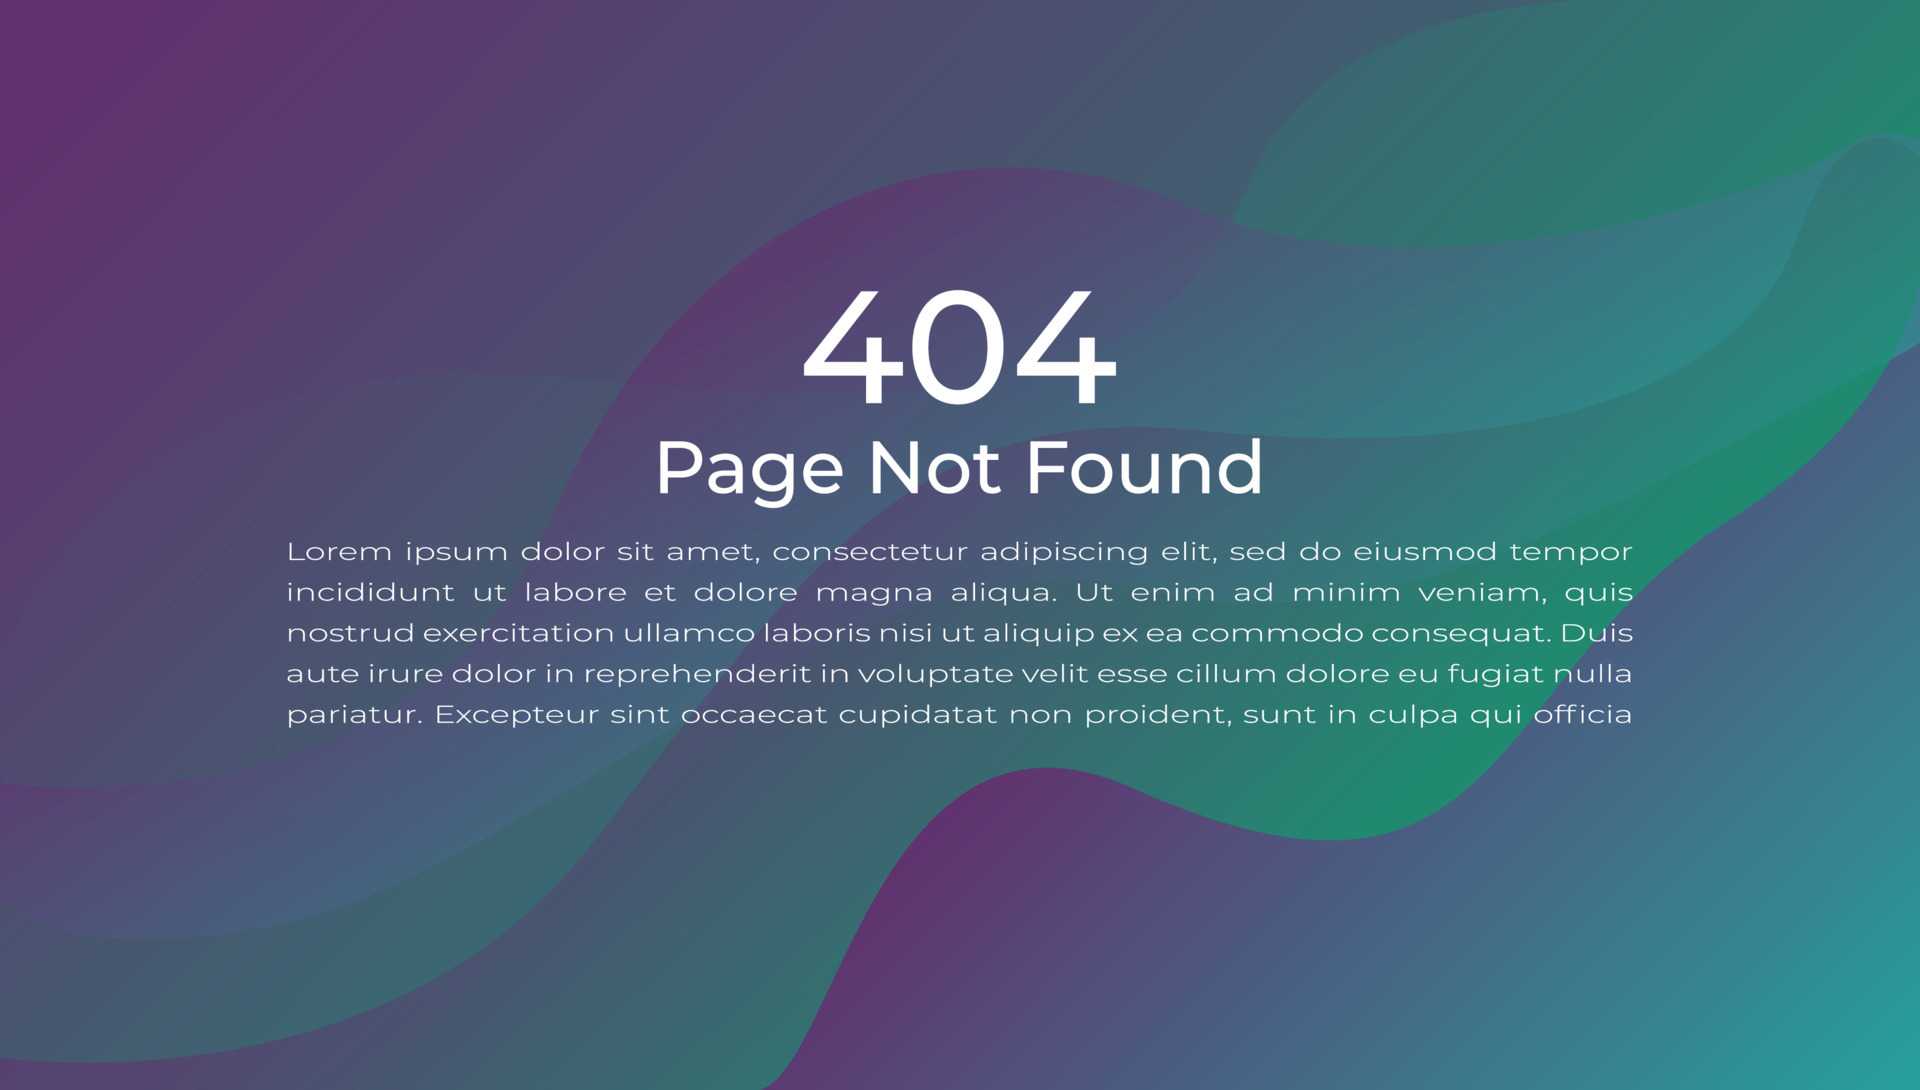 404
Page Not Found
Lorem ipsum dolor sit amet, consectetur adipiscing elit, sed do eiusmod tempor
incididunt ut labore et dolore magna aliqua. Ut enim ad minim veniam, quis
nostrud exercitation ullamco laboris nisi ut aliquip ex ea commodo consequat. Duis
aute irure dolor in reprehenderit in voluptate velit esse cillum dolore eu fugiat nulla
pariatur. Excepteur sint occaecat cupidatat non proident, sunt in culpa qui officia